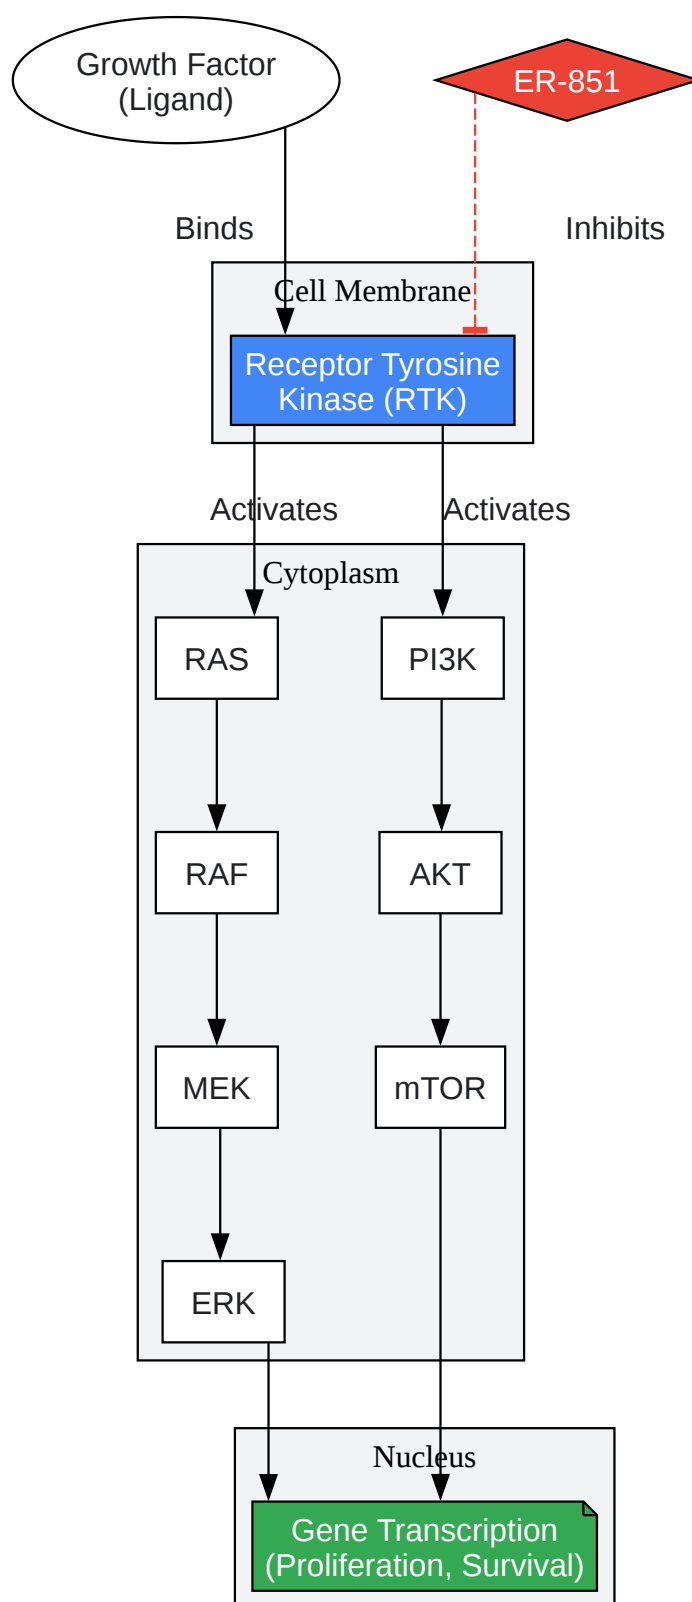 Growth Factor
(Ligand)
ER-851
Binds
Inhibits
Cell Membrane
Receptor Tyrosine
Kinase (RTK)
Activates
Activates
Cytoplasm
RAS
PI3K
RAF
AKT
MEK
mTOR
ERK
Nucleus
Gene Transcription
(Proliferation, Survival)